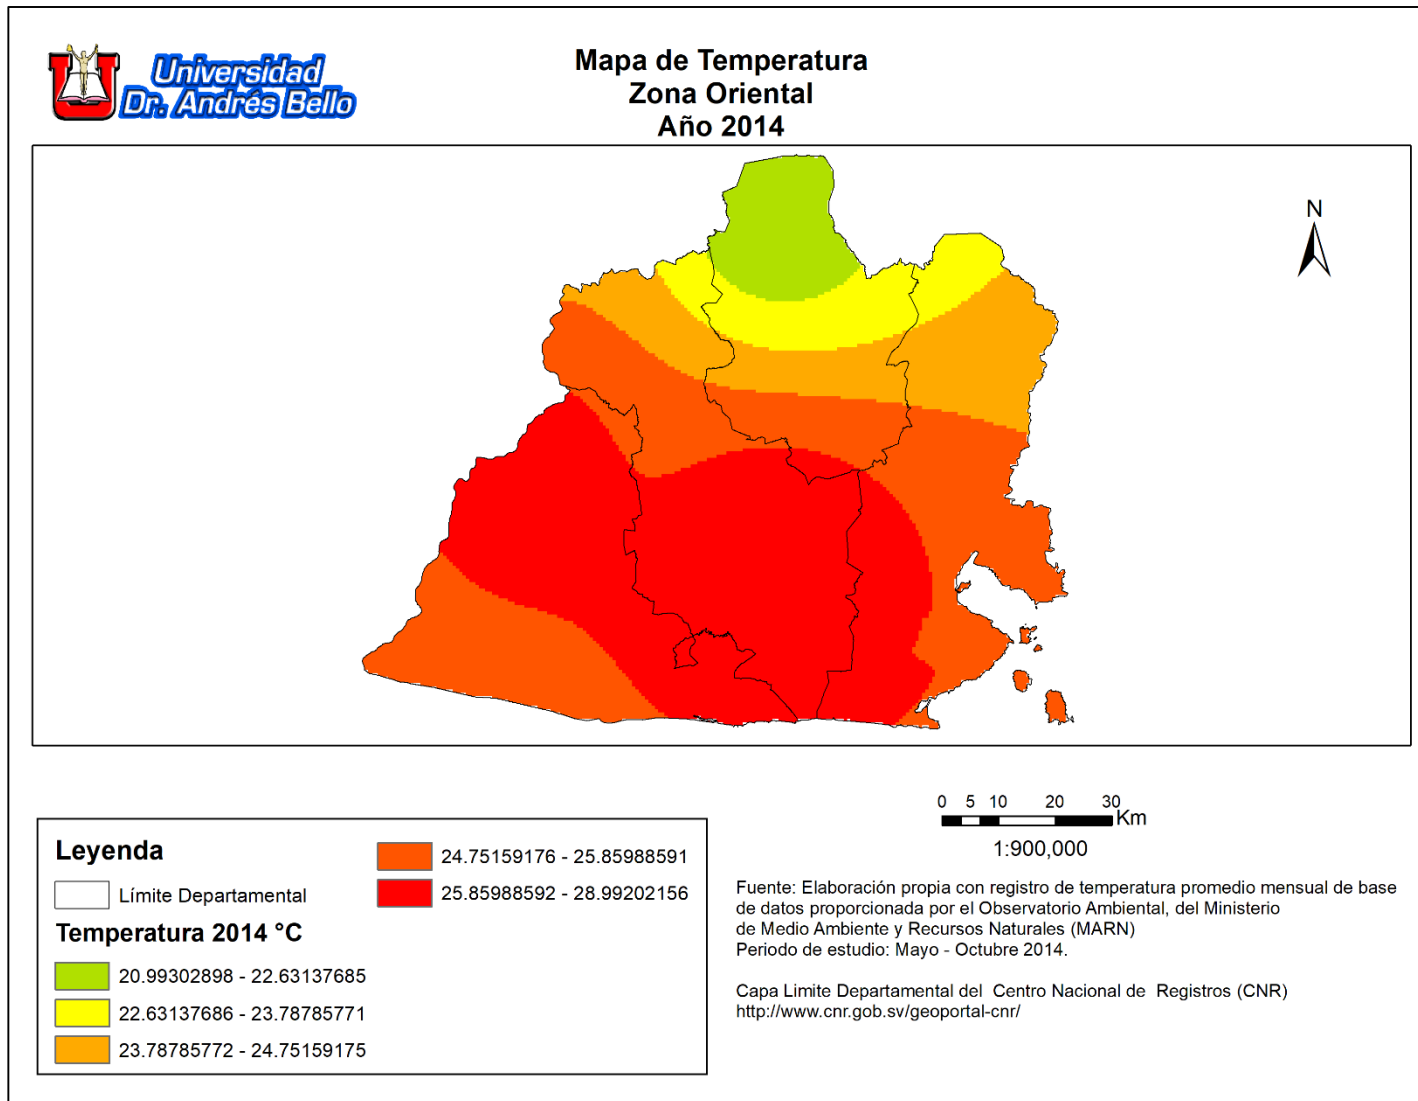 Universidad
Dr. Andrés Bello
Mapa de Temperatura
Zona Oriental
Año 2014
N
0 5 10 20 30
Km
1:900,000
Leyenda
Límite Departamental
Temperatura 2014 °C
20.99302898 - 22.63137685
22.63137686 - 23.78785771
23.78785772 - 24.75159175
24.75159176 - 25.85988591
25.85988592 - 28.99202156
Fuente: Elaboración propia con registro de temperatura promedio mensual de base
de datos proporcionada por el Observatorio Ambiental, del Ministerio
de Medio Ambiente y Recursos Naturales (MARN)
Periodo de estudio: Mayo - Octubre 2014.
Capa Limite Departamental del Centro Nacional de Registros (CNR)
http://www.cnr.gob.sv/geoportal-cnr/